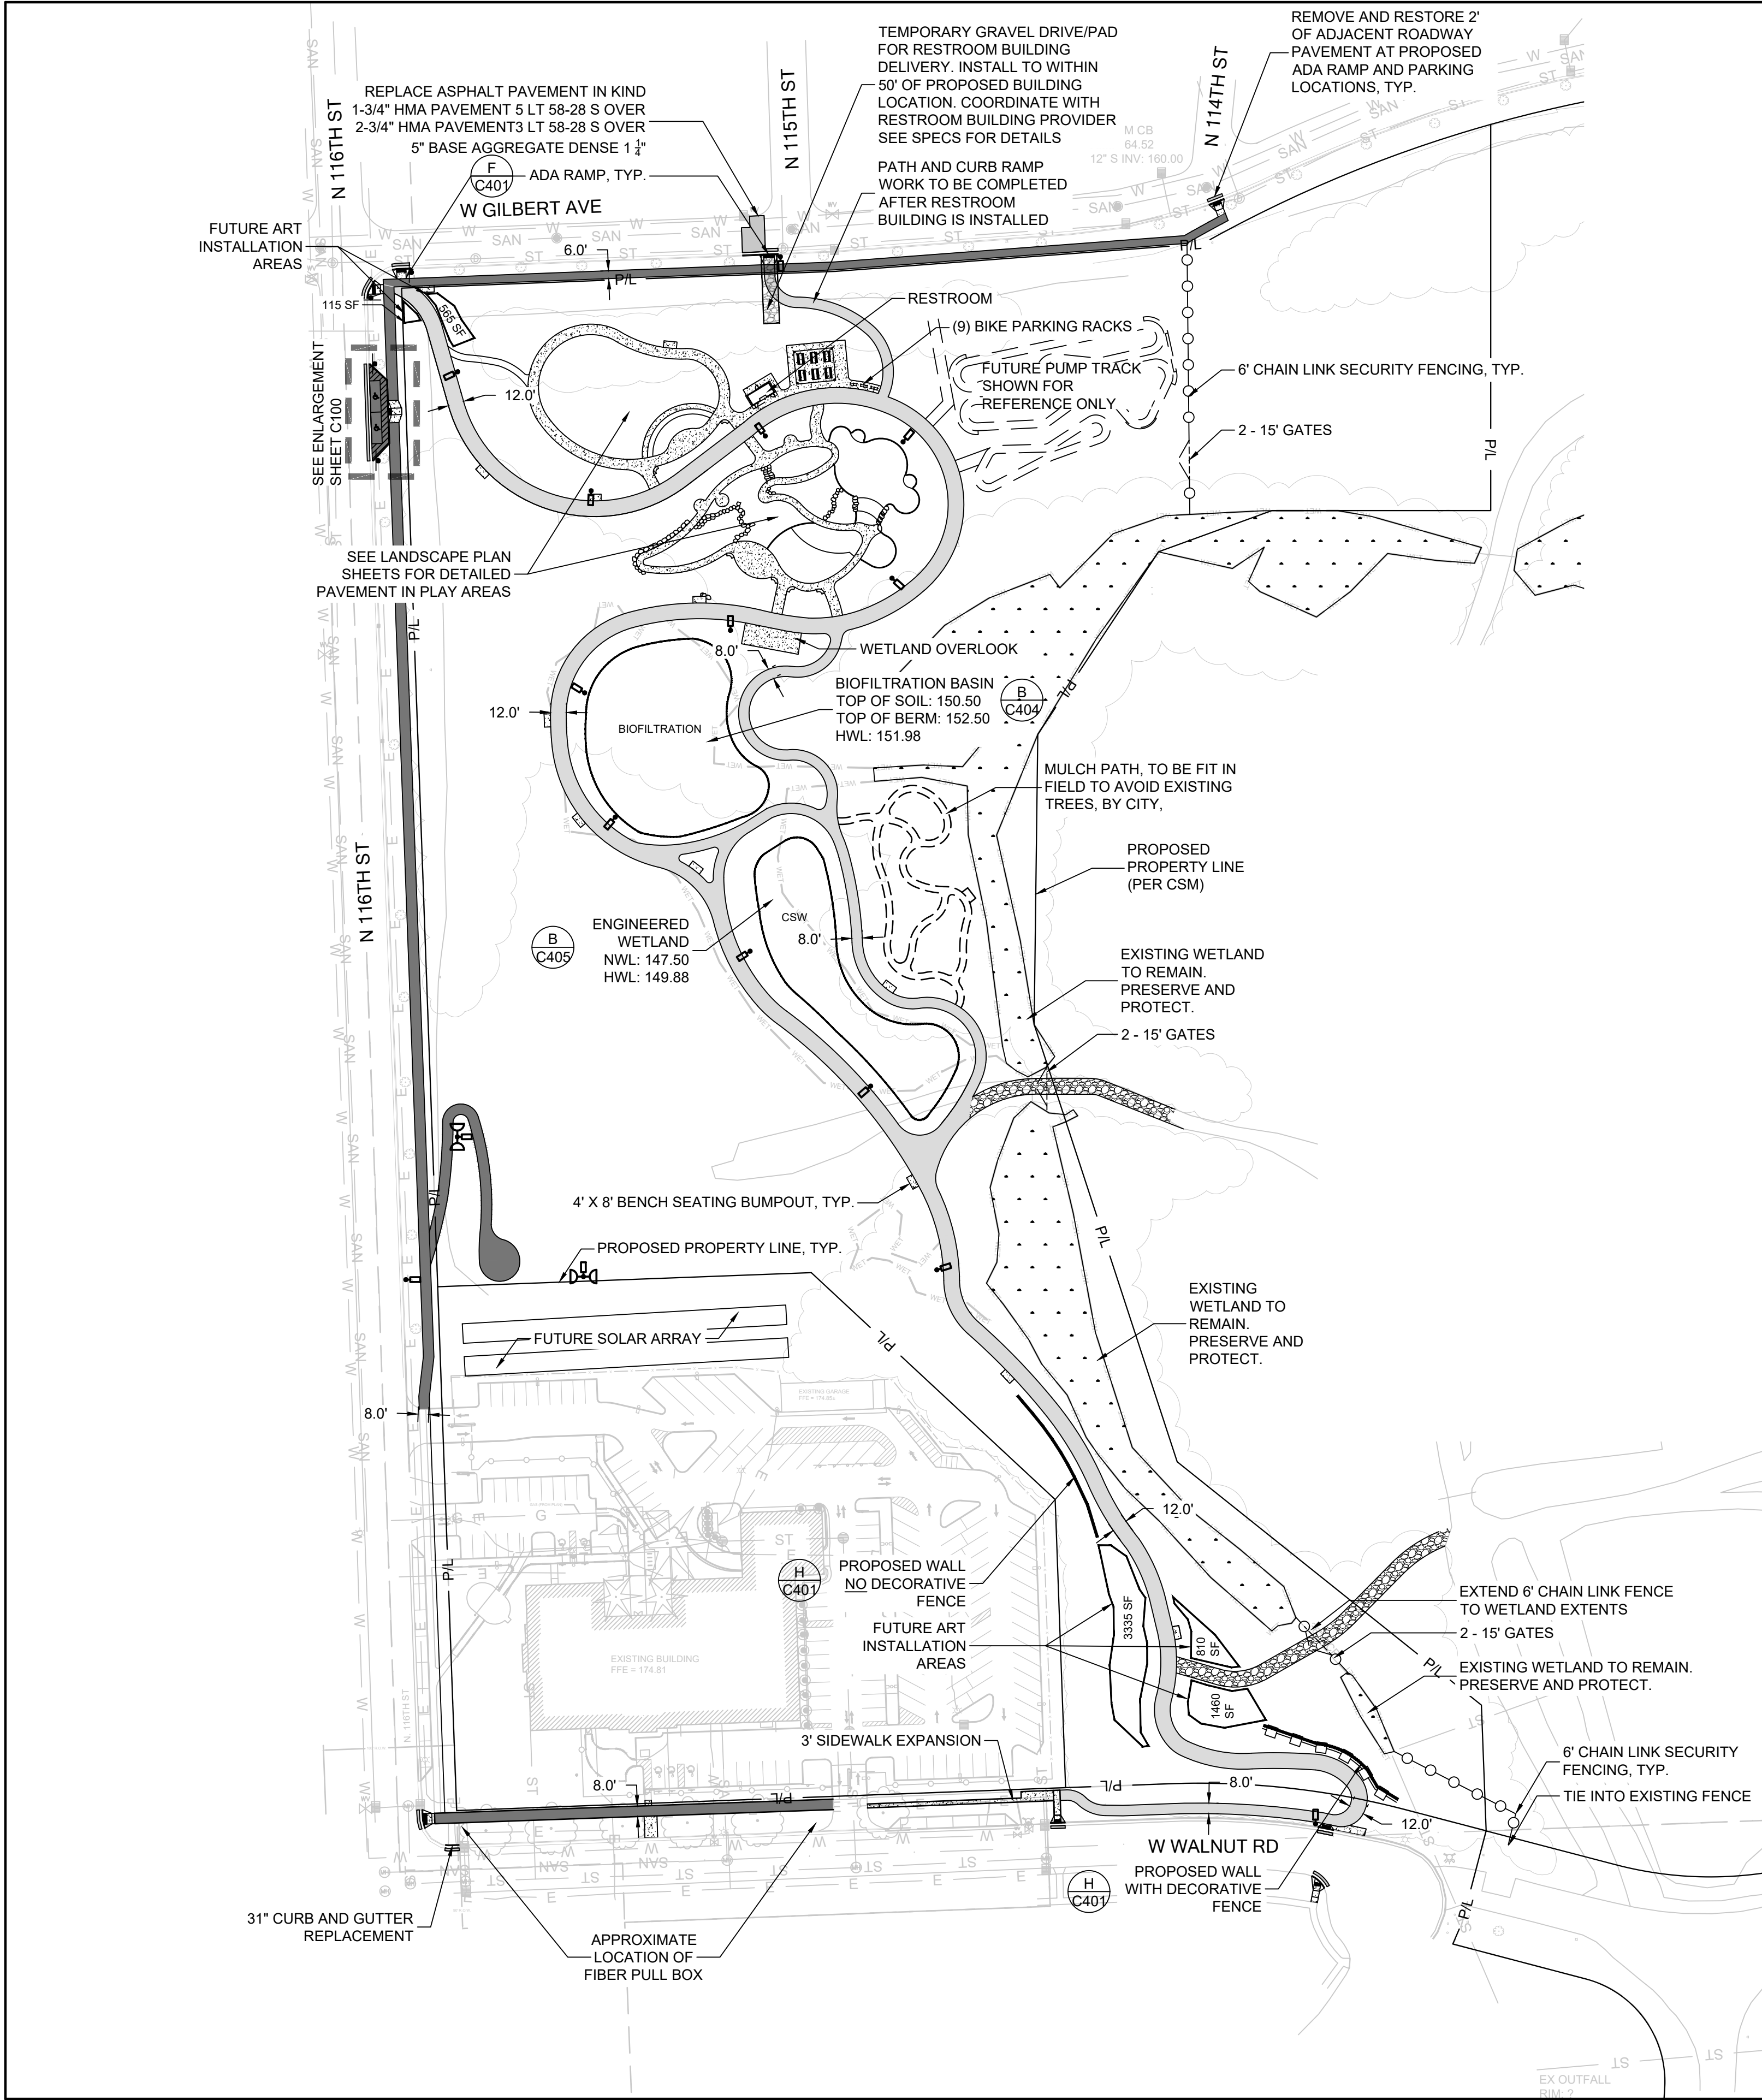 REPLACE ASPHALT PAVEMENT IN KIND
1-3/4" HMA PAVEMENT 5 LT 58-28 S OVER
2-3/4" HMA PAVEMENT3 LT 58-28 S OVER
5" BASE AGGREGATE DENSE 1 1/4"
F
C401
ADA RAMP, TYP.
W GILBERT AVE
N 116TH ST
N 115TH ST
TEMPORARY GRAVEL DRIVE/PAD
FOR RESTROOM BUILDING
DELIVERY. INSTALL TO WITHIN
50' OF PROPOSED BUILDING
LOCATION. COORDINATE WITH
RESTROOM BUILDING PROVIDER
SEE SPECS FOR DETAILS
PATH AND CURB RAMP
WORK TO BE COMPLETED
AFTER RESTROOM
BUILDING IS INSTALLED
M CB
64.52
12" S INV: 160.00
N 114TH ST
REMOVE AND RESTORE 2'
OF ADJACENT ROADWAY
PAVEMENT AT PROPOSED
ADA RAMP AND PARKING
LOCATIONS, TYP.
FUTURE ART
INSTALLATION
AREAS
6.0'
P/L
P/L
115 SF
565 SF
RESTROOM
(9) BIKE PARKING RACKS
FUTURE PUMP TRACK
SHOWN FOR
REFERENCE ONLY
6' CHAIN LINK SECURITY FENCING, TYP.
2 - 15' GATES
P/L
SEE ENLARGEMENT
SHEET C100
12.0'
SEE LANDSCAPE PLAN
SHEETS FOR DETAILED
PAVEMENT IN PLAY AREAS
P/L
WETLAND OVERLOOK
8.0'
BIOFILTRATION BASIN
TOP OF SOIL: 150.50
TOP OF BERM: 152.50
HWL: 151.98
B
C404
P/L
12.0'
BIOFILTRATION
MULCH PATH, TO BE FIT IN
FIELD TO AVOID EXISTING
TREES, BY CITY,
PROPOSED
PROPERTY LINE
(PER CSM)
N 116TH ST
B
C405
ENGINEERED
WETLAND
NWL: 147.50
HWL: 149.88
CSW
8.0'
EXISTING WETLAND
TO REMAIN.
PRESERVE AND
PROTECT.
2 - 15' GATES
P/L
4' X 8' BENCH SEATING BUMPOUT, TYP.
P/L
PROPOSED PROPERTY LINE, TYP.
EXISTING
WETLAND TO
REMAIN.
PRESERVE AND
PROTECT.
FUTURE SOLAR ARRAY
P/L
8.0'
EXISTING GARAGE
12.0'
P/L
H
C401
PROPOSED WALL
NO DECORATIVE
FENCE
FUTURE ART
INSTALLATION
AREAS
3335 SF
810
SF
1460
SF
EXISTING BUILDING
FFE = 174.81
N 116TH ST
EXTEND 6' CHAIN LINK FENCE
TO WETLAND EXTENTS
2 - 15' GATES
P/L
EXISTING WETLAND TO REMAIN.
PRESERVE AND PROTECT.
3' SIDEWALK EXPANSION
6' CHAIN LINK SECURITY
FENCING, TYP.
TIE INTO EXISTING FENCE
8.0'
P/L
P/L
8.0'
12.0'
W WALNUT RD
H
C401
PROPOSED WALL
WITH DECORATIVE
FENCE
31" CURB AND GUTTER
REPLACEMENT
APPROXIMATE
LOCATION OF
FIBER PULL BOX
P/L
EX OUTFALL
RIM: ?